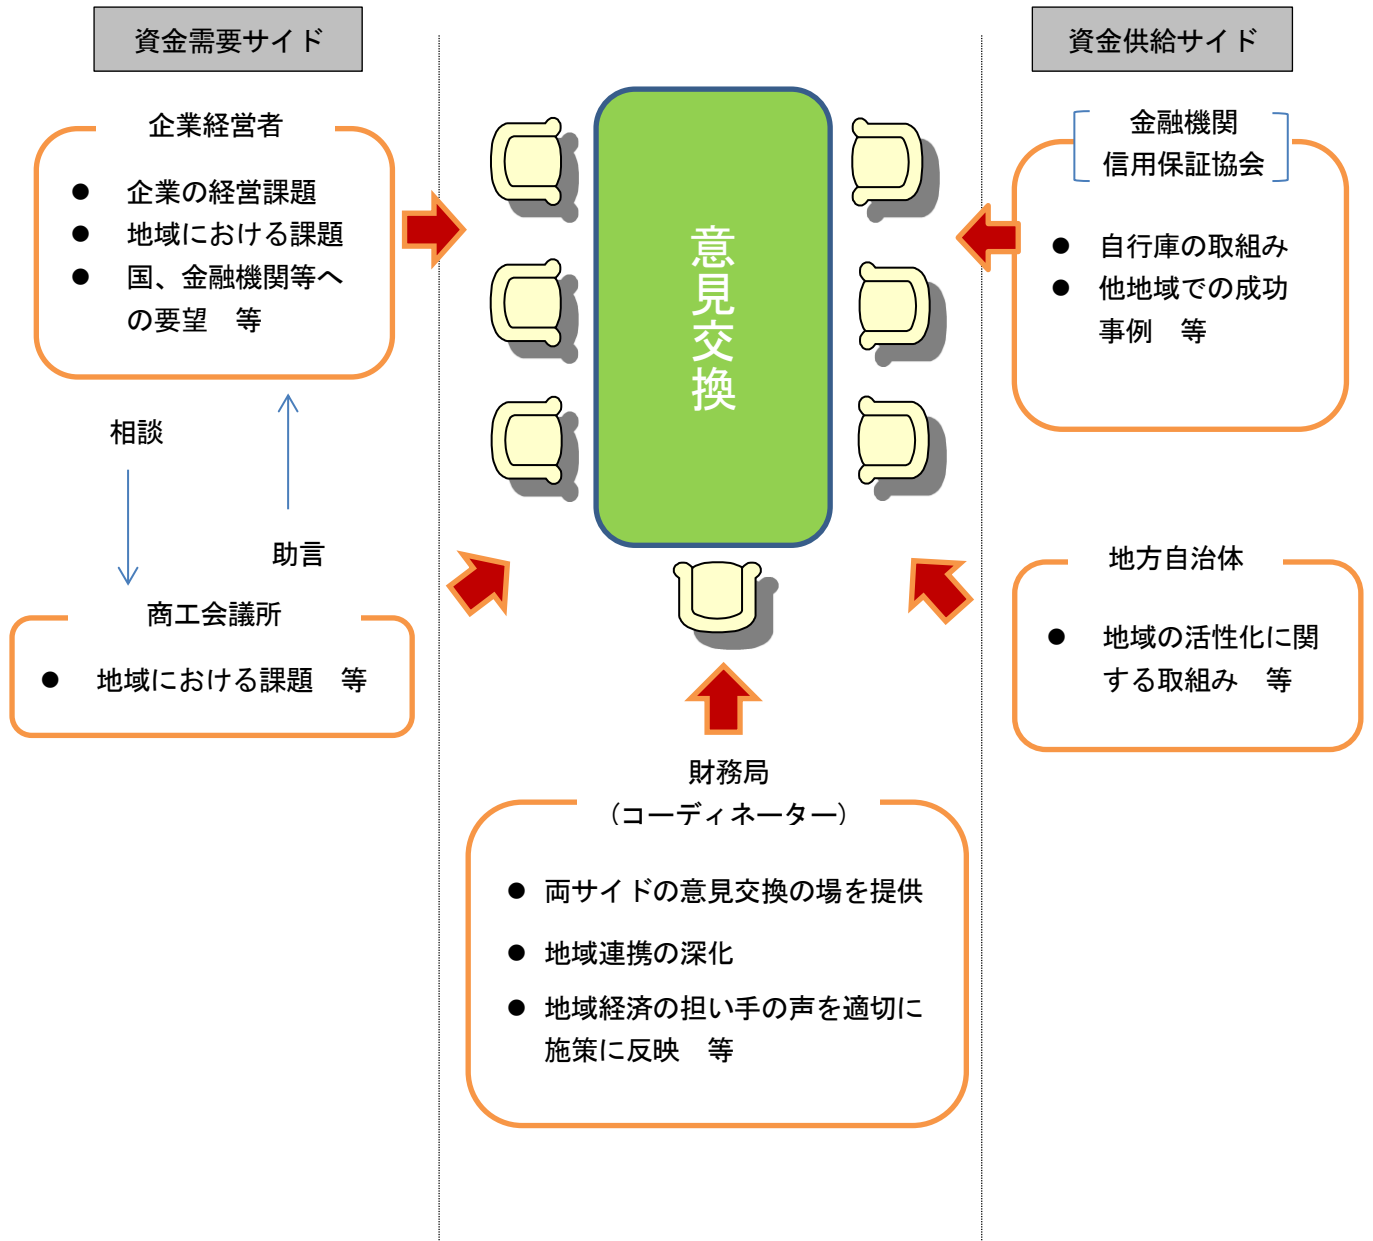 資金需要サイド
企業経営者
● 企業の経営課題
● 地域における課題
● 国、金融機関等へ
の要望 等
相談
助言
商工会議所
● 地域における課題 等
意見交換
資金供給サイド
金融機関
信用保証協会
● 自行庫の取組み
● 他地域での成功
事例 等
地方自治体
● 地域の活性化に関
する取組み 等
財務局
(コーディネーター)
● 両サイドの意見交換の場を提供
● 地域連携の深化
● 地域経済の担い手の声を適切に
施策に反映 等